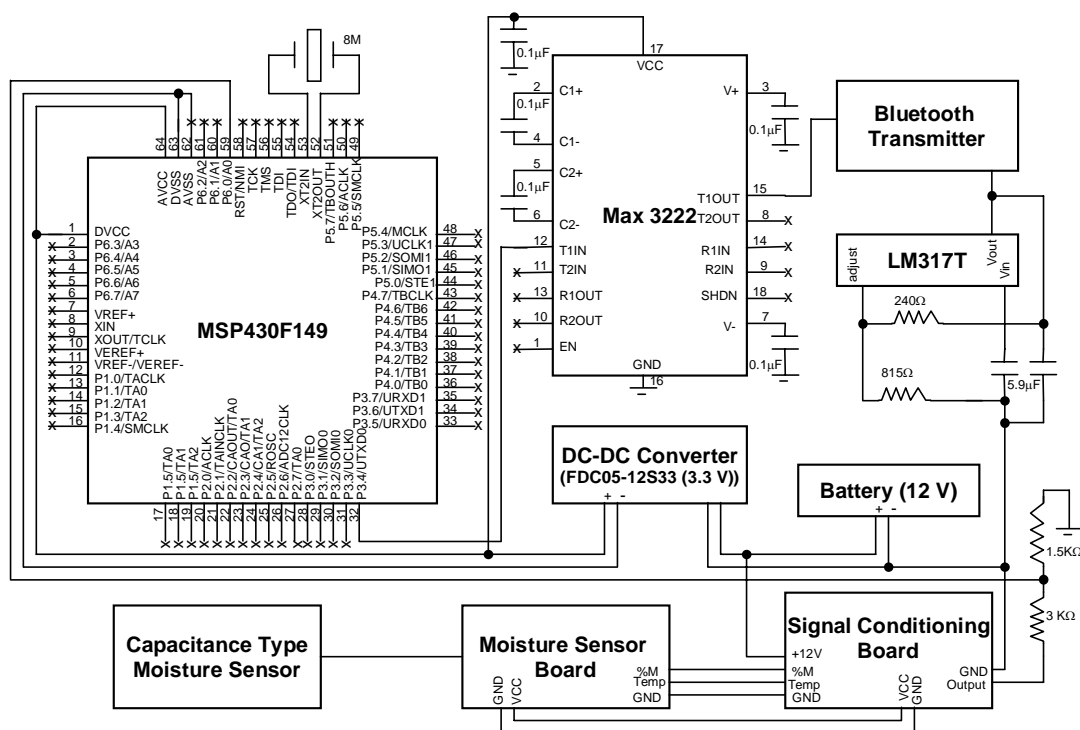 8M
0.1µF
17
VCC
2
C1+
0.1µF
4
C1-
5
C2+
0.1µF
6
C2-
12
T1IN
11
T2IN
13
R1OUT
10
R2OUT
1
EN
Max 3222
V+
3
0.1µF
T1OUT
15
T2OUT
8
R1IN
14
R2IN
9
SHDN
18
V-
7
0.1µF
GND
16
Bluetooth
Transmitter
adjust
LM317T
Vout
Vin
240Ω
815Ω
5.9µF
64 63 62 61 60 59 58 57 56 55 54 53 52 51 50 49
AVCC
DVSS
AVSS
P6.2/A2
P6.1/A1
P6.0/A0
RST/NMI
TCK
TMS
TDI
TDO/TDI
XT2IN
XT2OUT
P5.7/TBOUTH
P5.6/ACLK
P5.5/SMCLK
1 DVCC
2 P6.3/A3
3 P6.4/A4
4 P6.5/A5
5 P6.6/A6
6 P6.7/A7
7 VREF+
8 XIN
9 XOUT/TCLK
10 VEREF+
11 VREF-/VEREF-
12 P1.0/TACLK
13 P1.1/TA0
14 P1.2/TA1
15 P1.3/TA2
16 P1.4/SMCLK
MSP430F149
P5.4/MCLK 48
P5.3/UCLK1 47
P5.2/SOMI1 46
P5.1/SIMO1 45
P5.0/STE1 44
P4.7/TBCLK 43
P4.6/TB6 42
P4.5/TB5 41
P4.4/TB4 40
P4.3/TB3 39
P4.2/TB2 38
P4.1/TB1 37
P4.0/TB0 36
P3.7/URXD1 35
P3.6/UTXD1 34
P3.5/URXD0 33
P1.5/TA0
P1.5/TA1
P1.5/TA2
P2.0/ACLK
P2.1/TAINCLK
P2.2/CAOUT/TA0
P2.3/CAO/TA1
P2.4/CA1/TA2
P2.5/ROSC
P2.6/ADC12CLK
P2.7/TA0
P3.0/STEO
P3.1/SIMO0
P3.2/SOMI0
P3.3/UCLK0
P3.4/UTXD0
17 18 19 20 21 22 23 24 25 26 27 28 29 30 31 32
DC-DC Converter
(FDC05-12S33 (3.3 V))
+ -
Battery (12 V)
+ -
1.5KΩ
3 KΩ
Capacitance Type
Moisture Sensor
Moisture Sensor
Board
%M
Temp
GND
GND
VCC
Signal Conditioning
Board
+12V
%M
Temp
GND
VCC
GND
GND
Output